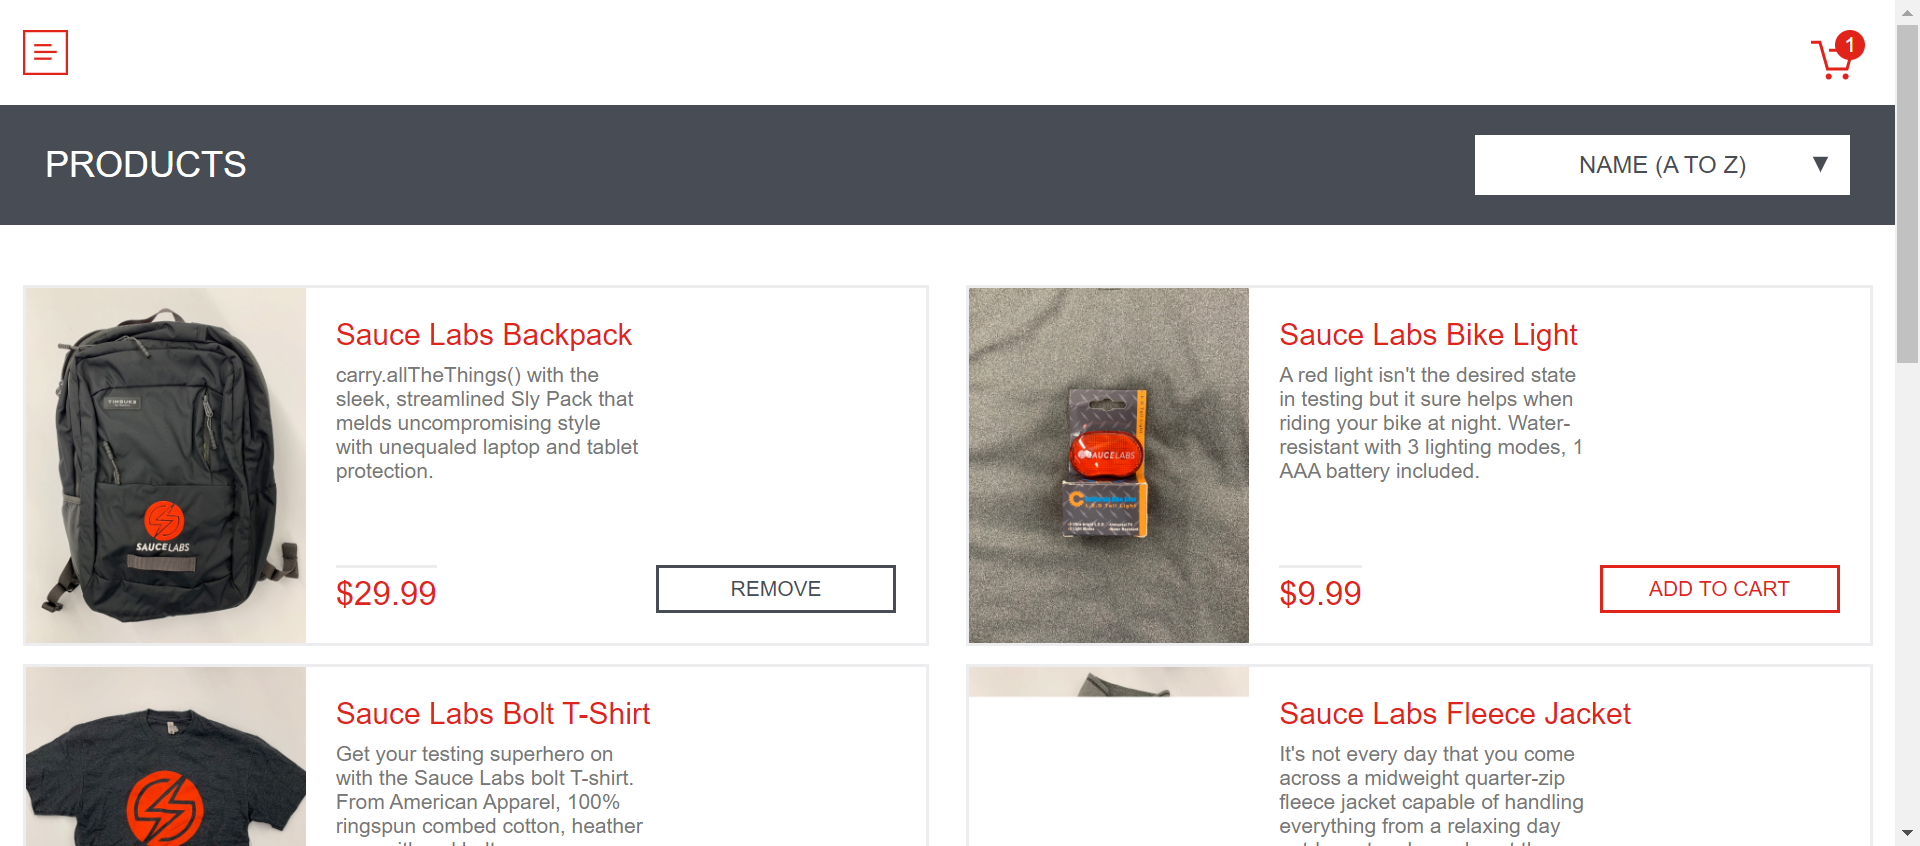 1
PRODUCTS
NAME (A TO Z) ▼
TIMBUK2
SAUCELABS
Sauce Labs Backpack
carry.allTheThings() with the
sleek, streamlined Sly Pack that
melds uncompromising style
with unequaled laptop and tablet
protection.
$29.99
REMOVE
SAUCELABS
Sauce Labs Bike Light
A red light isn't the desired state
in testing but it sure helps when
riding your bike at night. Water-
resistant with 3 lighting modes, 1
AAA battery included.
$9.99
ADD TO CART
Sauce Labs Bolt T-Shirt
Get your testing superhero on
with the Sauce Labs bolt T-shirt.
From American Apparel, 100%
ringspun combed cotton, heather
Sauce Labs Fleece Jacket
It's not every day that you come
across a midweight quarter-zip
fleece jacket capable of handling
everything from a relaxing day